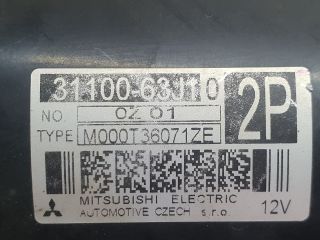 31100-63J10
2P
NO 0Z01
TYPE M000T36071ZE
MITSUBISHI ELECTRIC
AUTOMOTIVE CZECH s.r.o 12V